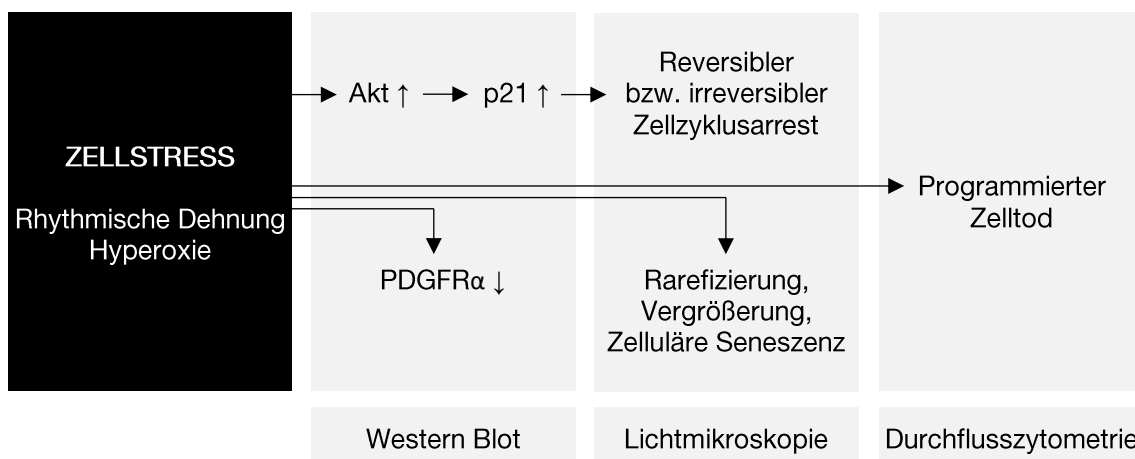 ZELLSTRESS
Rhythmische Dehnung
Hyperoxie
Akt ↑
p21 ↑
Reversibler
bzw. irreversibler
Zellzyklusarrest
Programmierter
Zelltod
PDGFRα ↓
Rarefizierung,
Vergrößerung,
Zelluläre Seneszenz
Western Blot
Lichtmikroskopie
Durchflusszytometrie